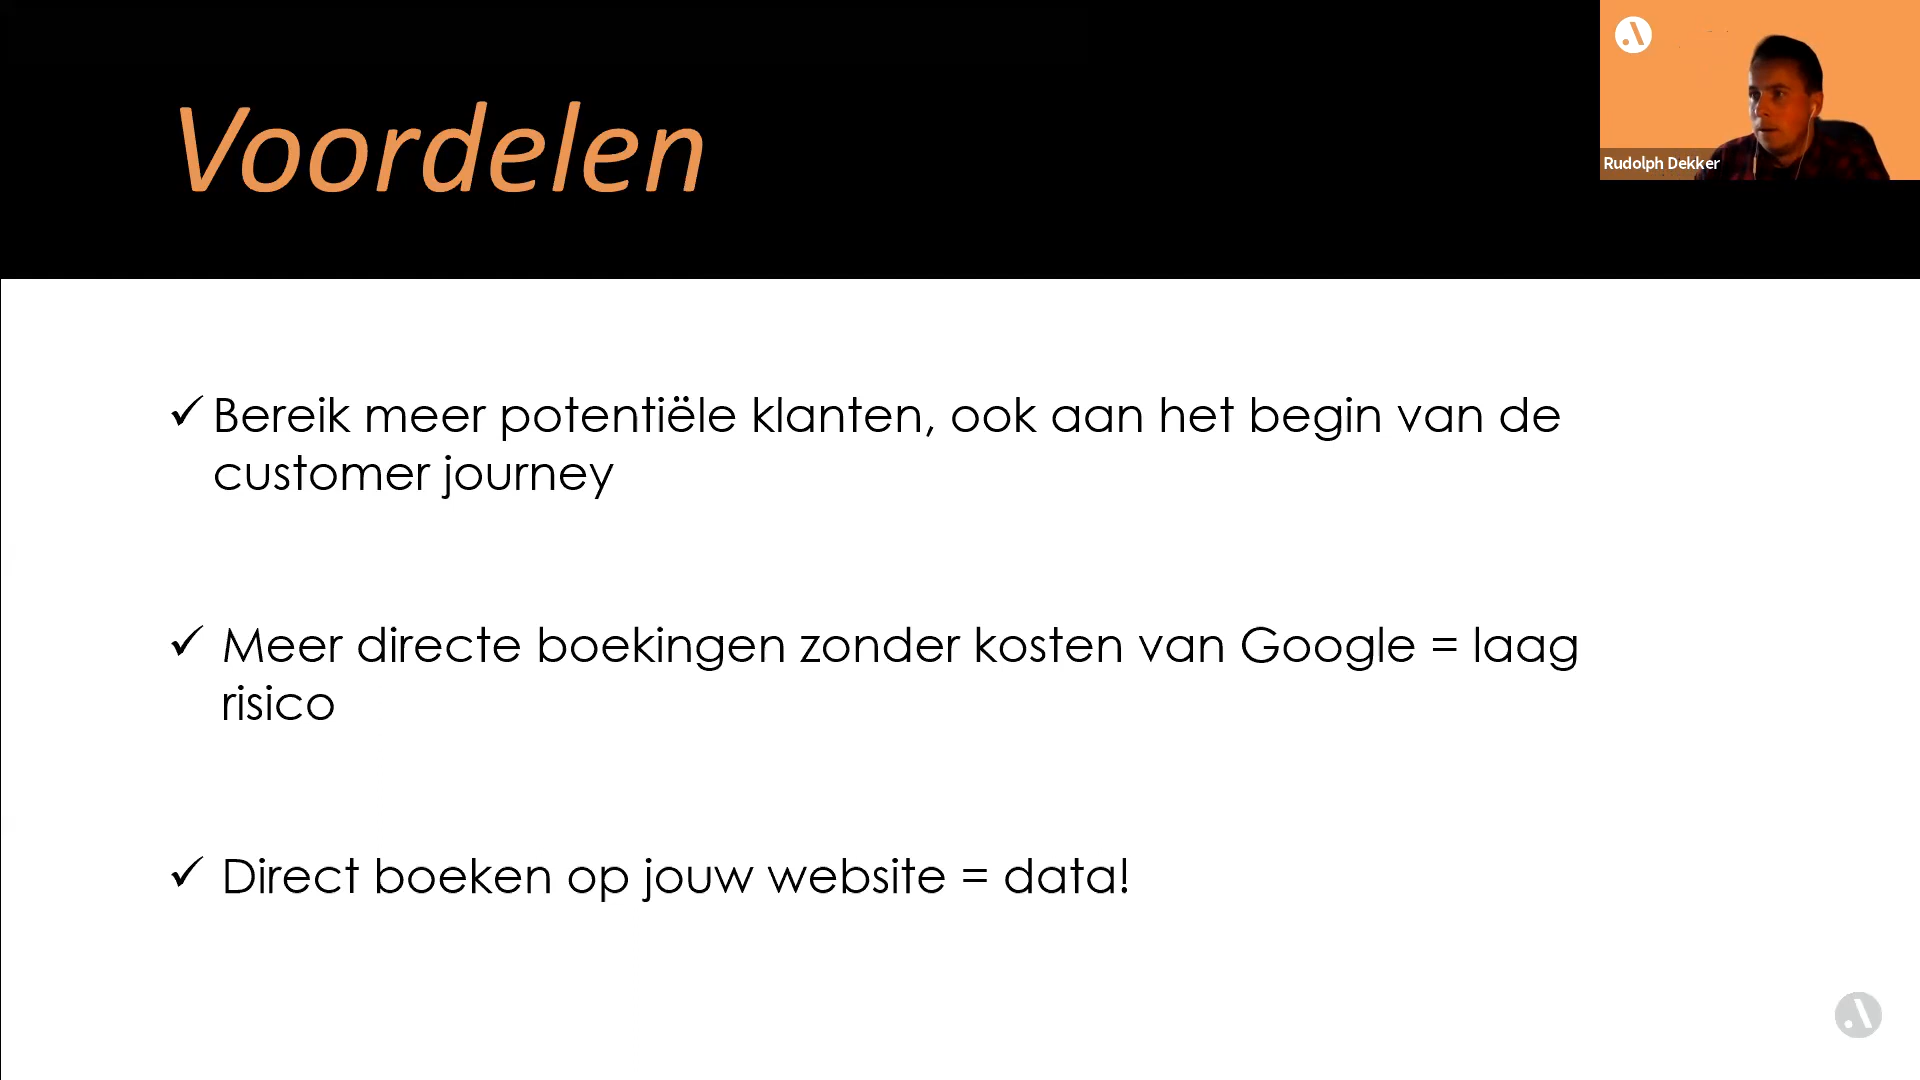 Voordelen
Rudolph Dekker
✓ Bereik meer potentiële klanten, ook aan het begin van de
customer journey
✓ Meer directe boekingen zonder kosten van Google = laag
risico
✓ Direct boeken op jouw website = data!